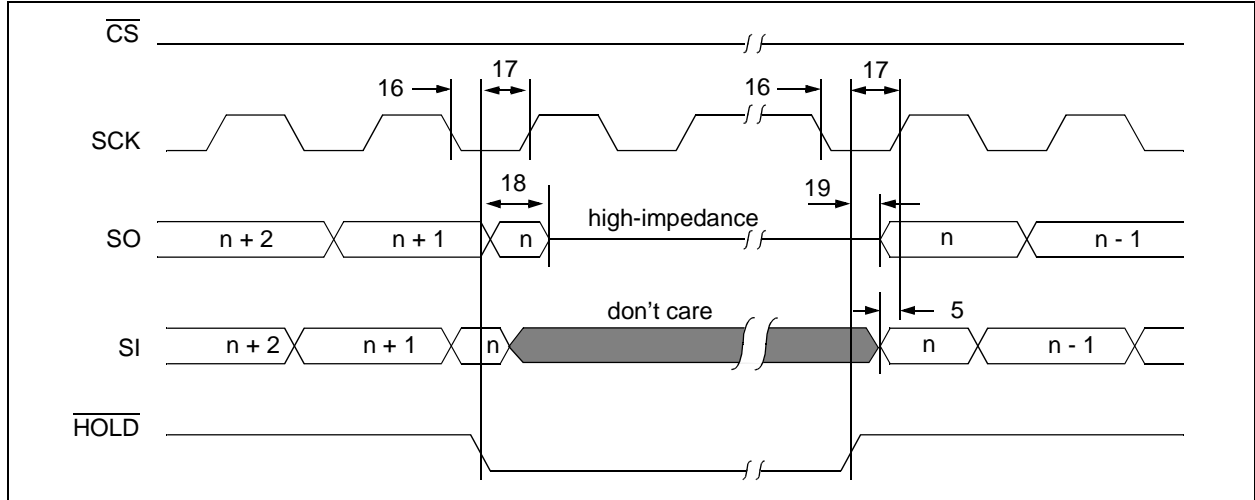 CS
17
17
16
16
SCK
18
19
high-impedance
SO
n + 2
n + 1
n
n
n - 1
don't care
5
SI
n + 2
n + 1
n
n
n - 1
HOLD